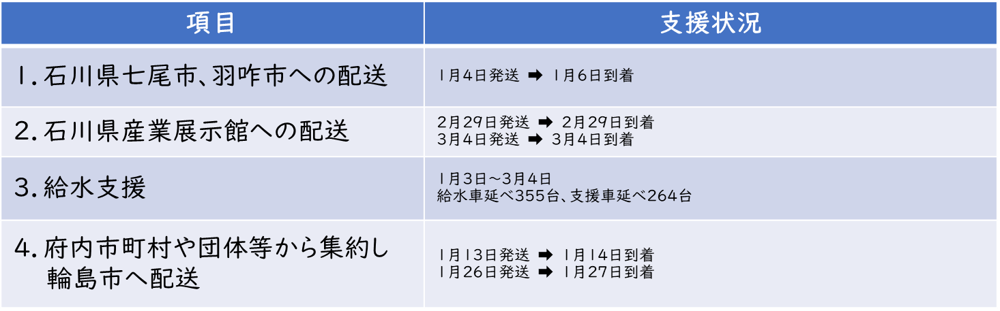 項目
支援状況
1.石川県七尾市、羽咋市への配送
1月4日発送 ➡ 1月6日到着
2.石川県産業展示館への配送
2月29日発送 ➡ 2月29日到着
3月4日発送 ➡ 3月4日到着
3.給水支援
1月3日～3月4日
給水車延べ355台、支援車延べ264台
4.府内市町村や団体等から集約し
輪島市へ配送
1月13日発送 ➡ 1月14日到着
1月26日発送 ➡ 1月27日到着